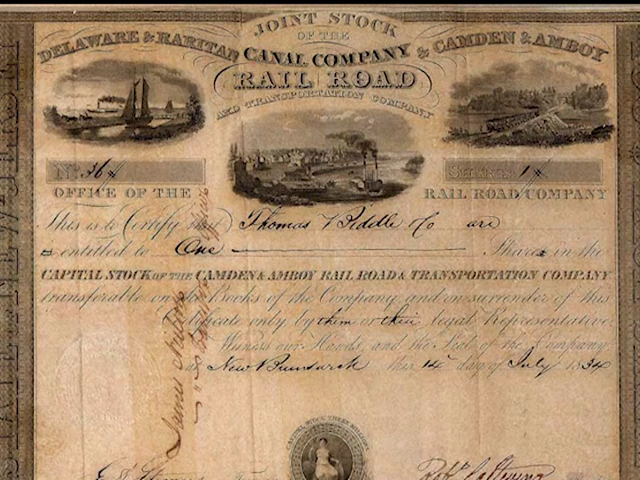 JOINT STOCK
OF THE
DELAWARE & RARITAN CANAL COMPANY & CAMDEN & AMBOY
RAIL ROAD
AND TRANSPORTATION COMPANY
No. 364
1
OFFICE OF THE
RAIL ROAD COMPANY
This is to Certify that Thomas Biddle & Co are
entitled to One Shares in the
CAPITAL STOCK OF THE CAMDEN & AMBOY RAIL ROAD & TRANSPORTATION COMPANY
transferable on the Books of the Company and on surrender of this
Certificate only, by them or their legal Representative
Witness our Hands, and the Seal of the Company
at New Brunswick this 14th day of July 1834